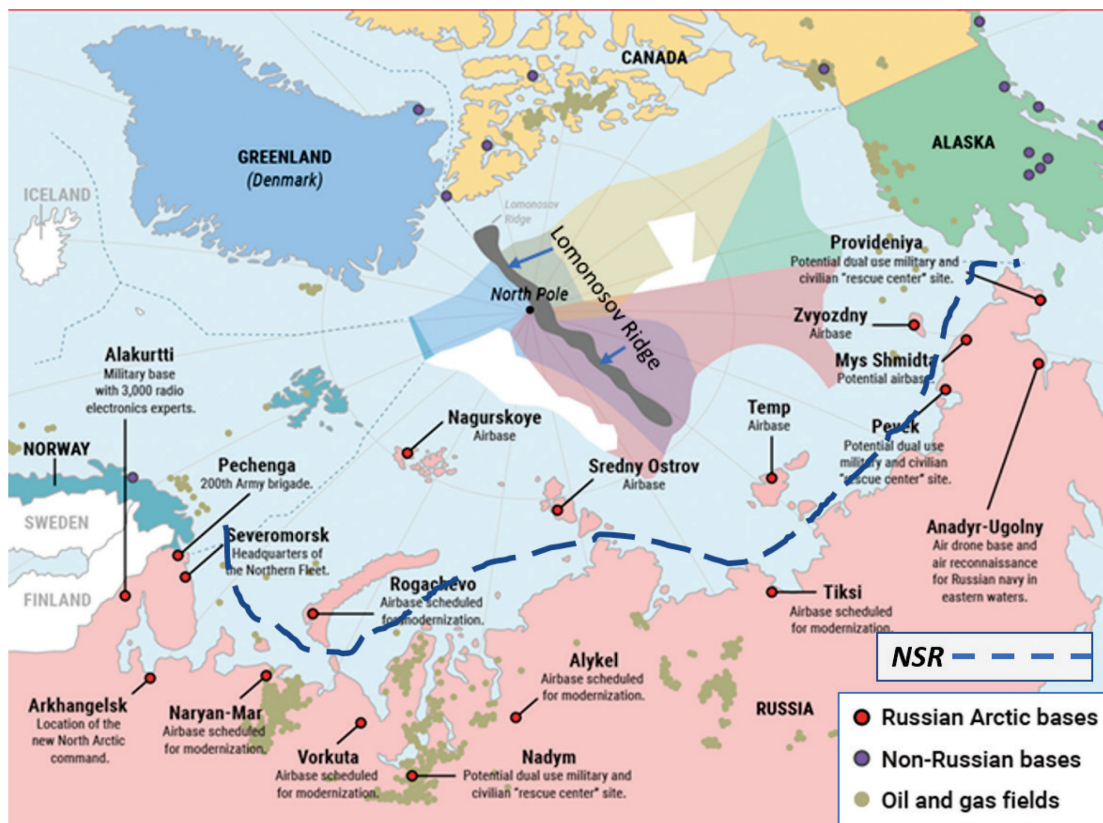 CANADA
GREENLAND
(Denmark)
ICELAND
ALASKA
Lomonosov
Ridge
Lomonosov Ridge
North Pole
Provideniya
Potential dual use military and
civilian "rescue center" site.
Zvyozdny
Airbase
Mys Shmidta
Potential airbase.
Alakurtti
Military base
with 3,000 radio
electronics experts.
Nagurskoye
Airbase
Temp
Airbase
Pevek
Potential dual use
military and civilian
"rescue center" site.
NORWAY
Pechenga
200th Army brigade.
Sredny Ostrov
Airbase
SWEDEN
Severomorsk
Headquarters of
the Northern Fleet.
Anadyr-Ugolny
Air drone base and
air reconnaissance
for Russian navy in
eastern waters.
FINLAND
Rogachevo
Airbase scheduled
for modernization.
Tiksi
Airbase scheduled
for modernization.
NSR
Alykel
Airbase scheduled
for modernization.
Arkhangelsk
Location of the
new North Arctic
command.
Naryan-Mar
Airbase scheduled
for modernization.
RUSSIA
Vorkuta
Airbase scheduled
for modernization.
Nadym
Potential dual use military and
civilian "rescue center" site.
Russian Arctic bases
Non-Russian bases
Oil and gas fields